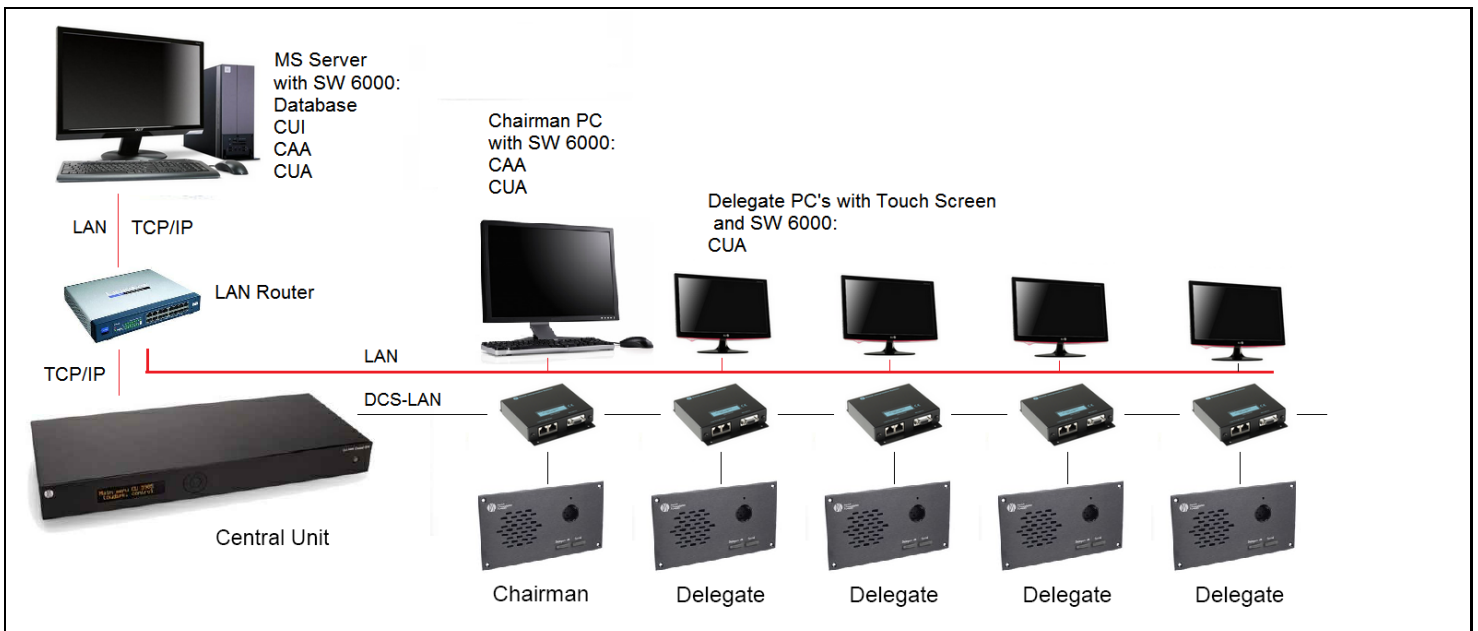 MS Server
with SW 6000:
Database
CUI
CAA
CUA
Chairman PC
with SW 6000:
CAA
CUA
Delegate PC's with Touch Screen
and SW 6000:
CUA
LAN TCP/IP
LAN Router
LAN
TCP/IP
DCS-LAN
Central Unit
Chairman
Delegate
Delegate
Delegate
Delegate